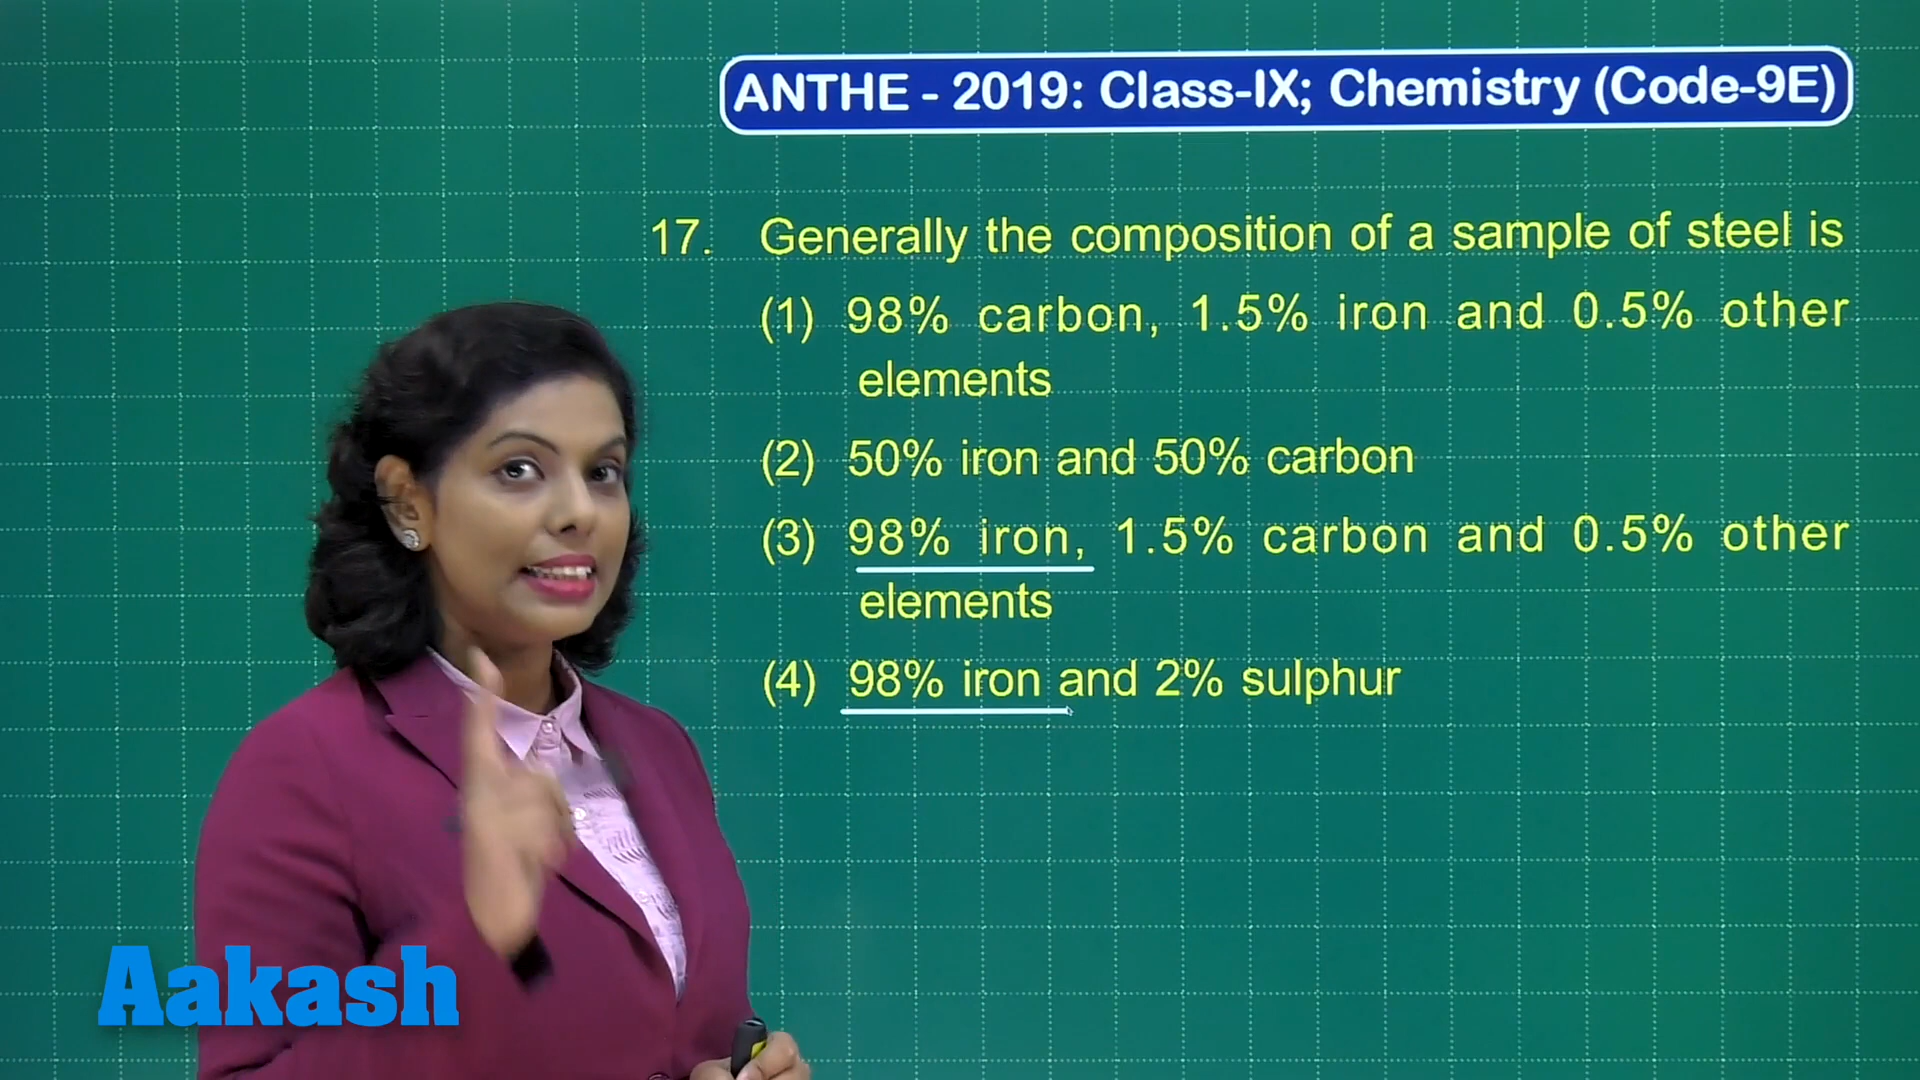 ANTHE - 2019: Class-IX; Chemistry (Code-9E)
17. Generally the composition of a sample of steel is
(1) 98% carbon, 1.5% iron and 0.5% other
elements
(2) 50% iron and 50% carbon
(3) 98% iron, 1.5% carbon and 0.5% other
elements
(4) 98% iron and 2% sulphur
Aakash